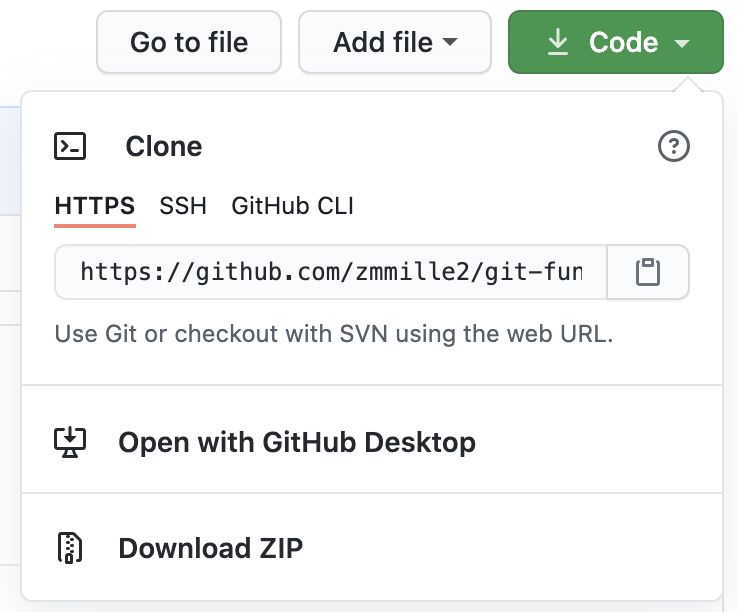 Go to file
Add file
Code
Clone
HTTPS
SSH
GitHub CLI
https://github.com/zmmille2/git-fun
Use Git or checkout with SVN using the web URL.
Open with GitHub Desktop
Download ZIP